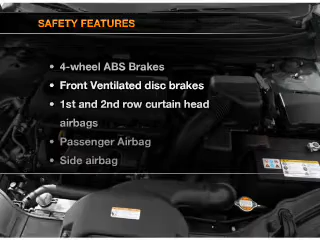 SAFETY FEATURES
• 4-wheel ABS Brakes
• Front Ventilated disc brakes
• 1st and 2nd row curtain head
airbags
• Passenger Airbag
• Side airbag